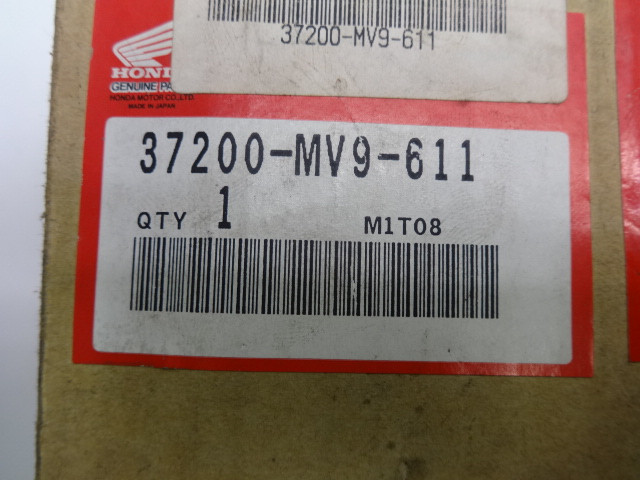 37200-MV9-611
HONDA
GENUINE PA
HONDA MOTOR CO., LTD.
MADE IN JAPAN
37200-MV9-611
QTY 1 M1T08